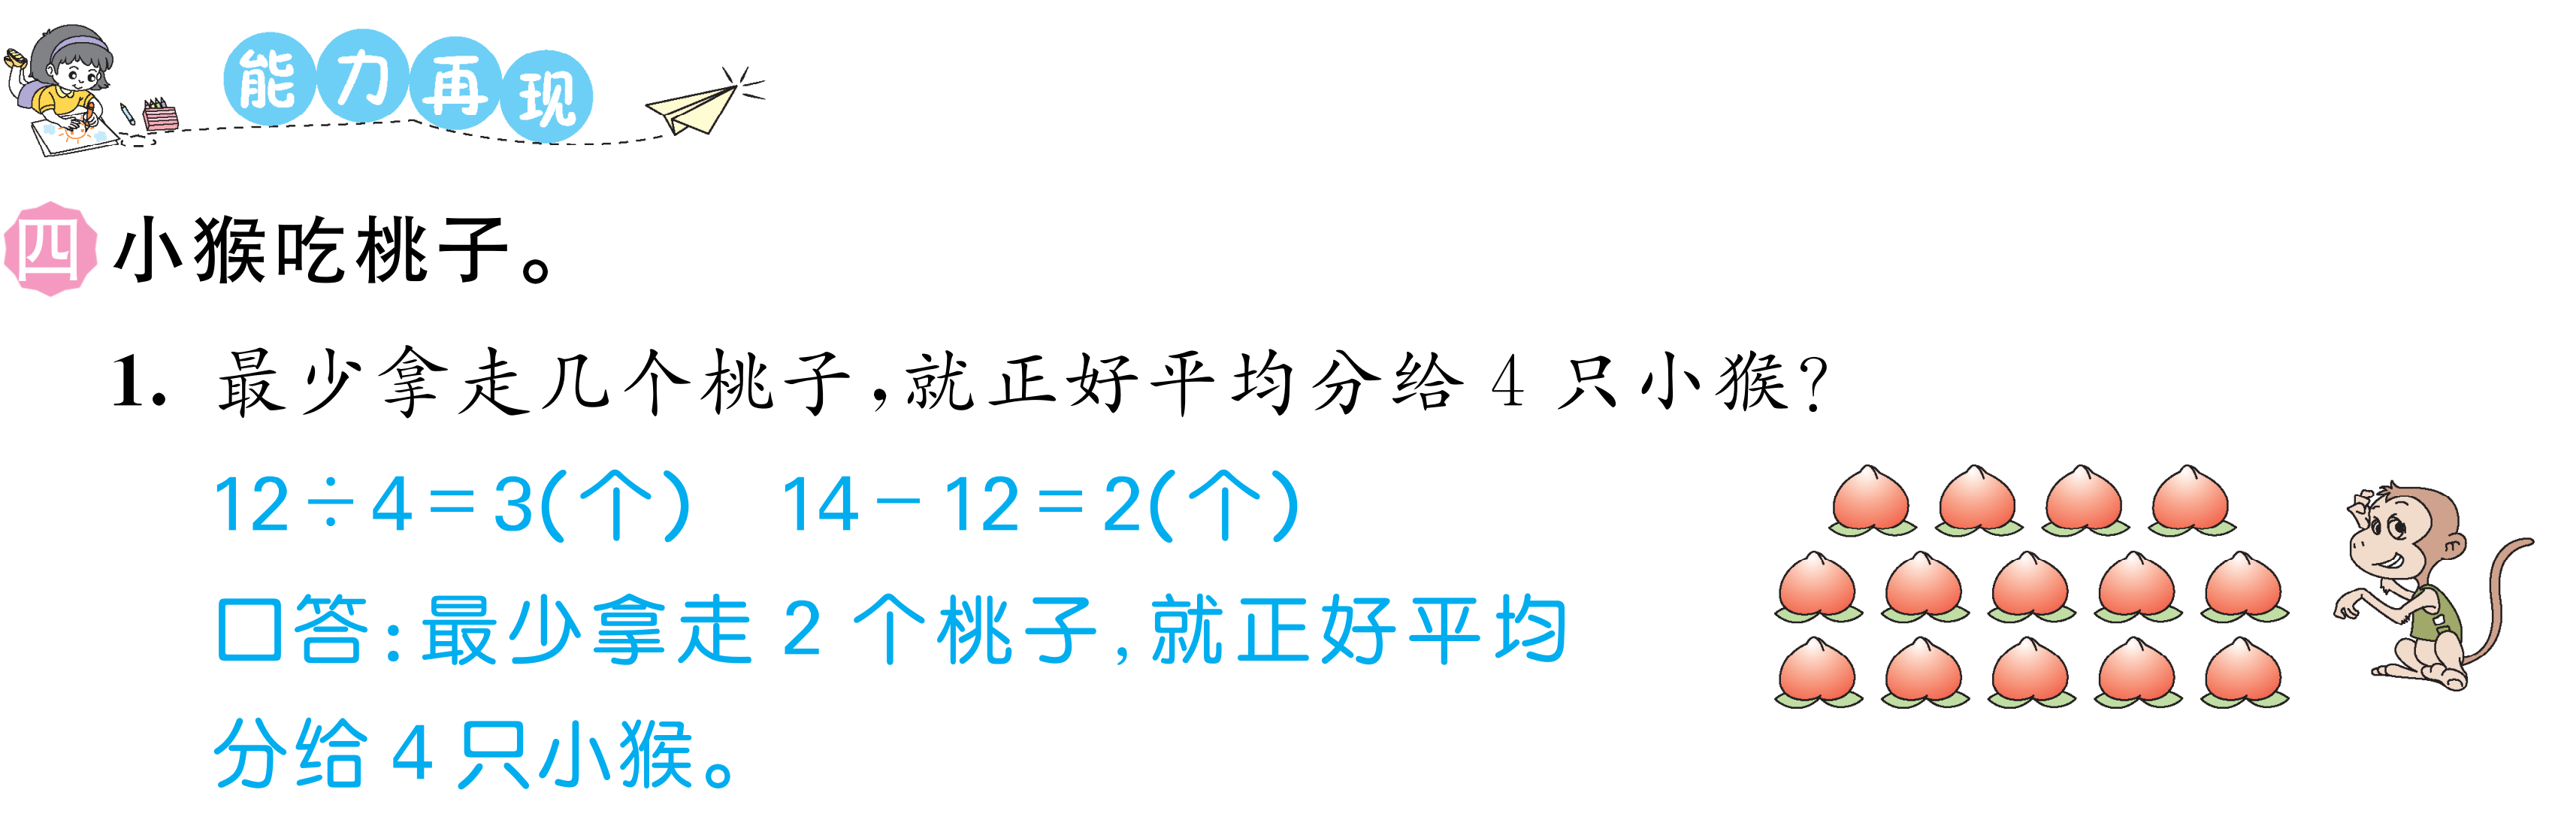 能力再现
四 小猴吃桃子。
1. 最少拿走几个桃子,就正好平均分给 4 只小猴?
12÷4=3(个) 14-12=2(个)
口答:最少拿走 2 个桃子,就正好平均
分给 4 只小猴。